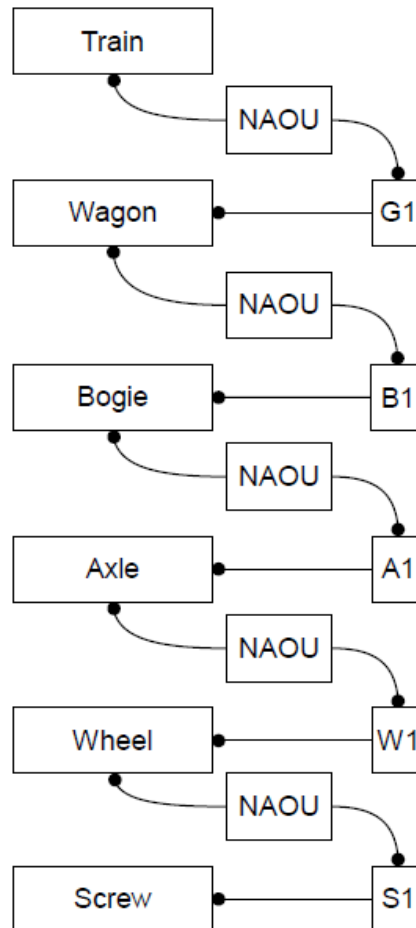 Train
NAOU
Wagon G1
NAOU
Bogie B1
NAOU
Axle A1
NAOU
Wheel W1
NAOU
Screw S1